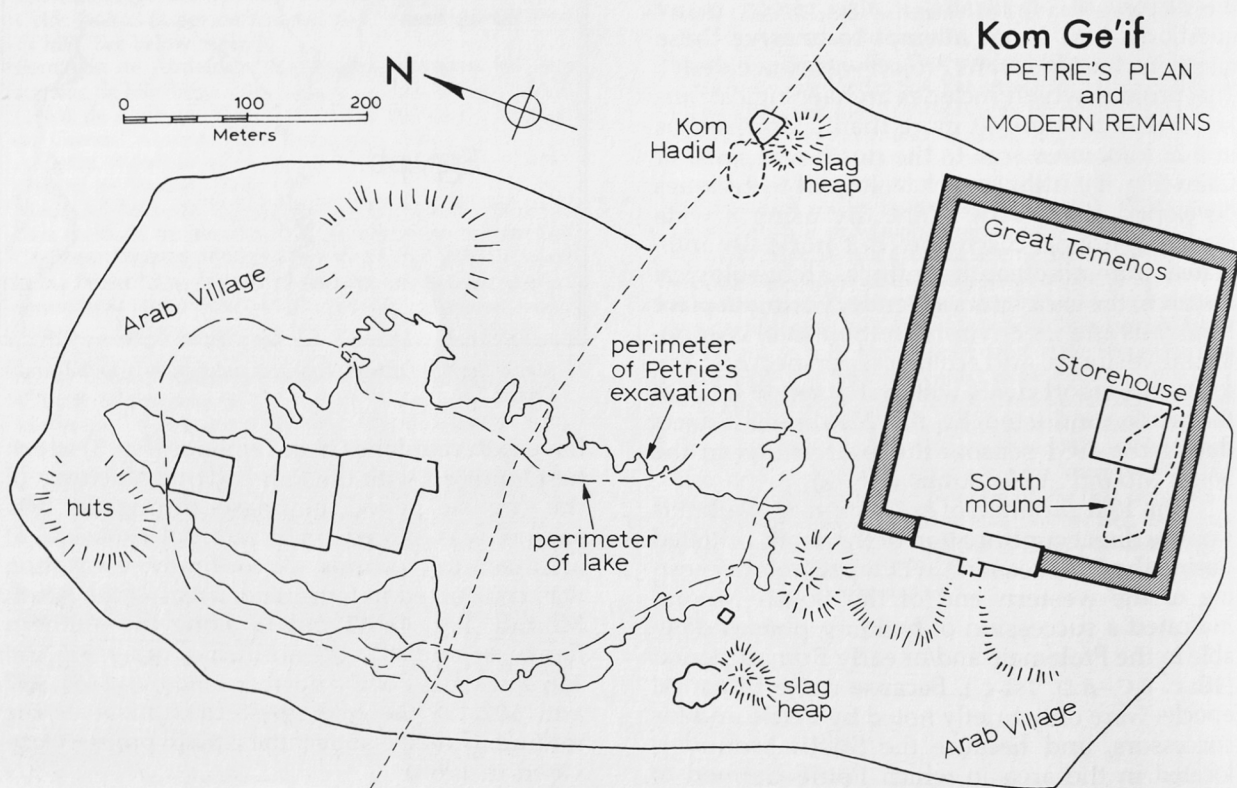 Kom Ge'if
PETRIE'S PLAN
and
MODERN REMAINS
N
0 100 200
Meters
Kom
Hadid
slag
heap
Great Temenos
Arab Village
perimeter
of Petrie's
excavation
Storehouse
South
mound
huts
perimeter
of lake
slag
heap
Arab Village